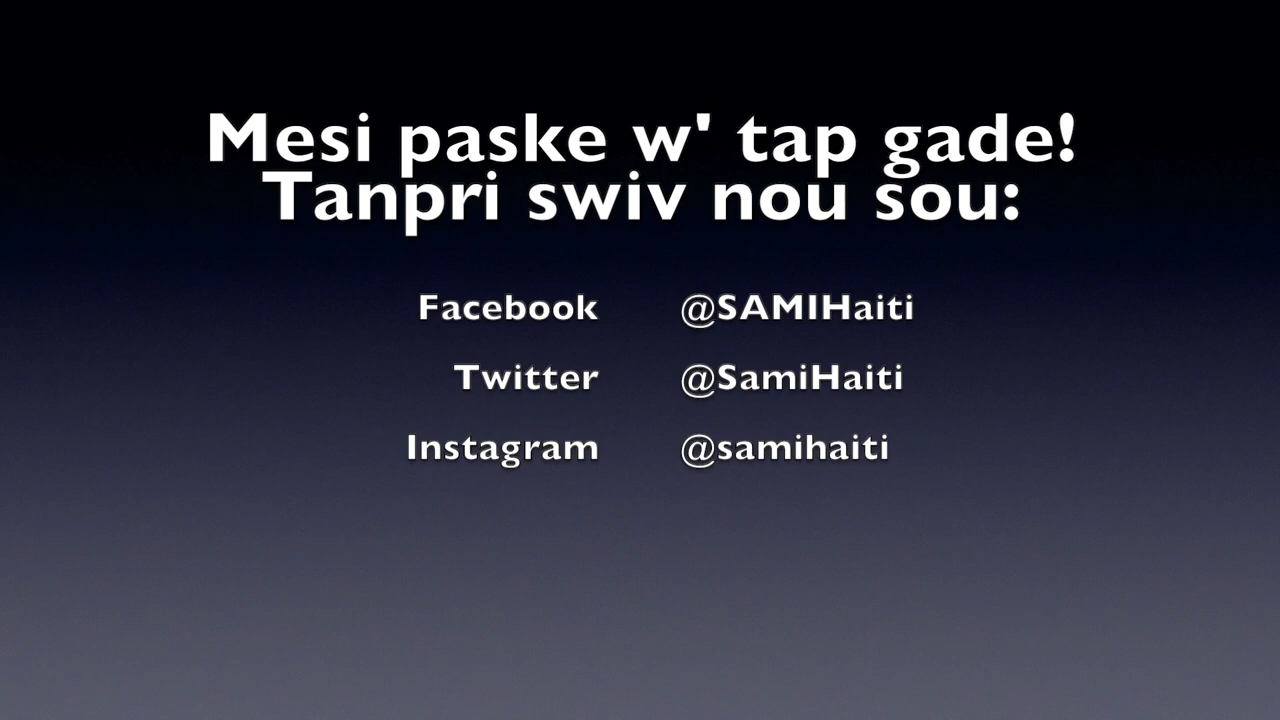 Mesi paske w' tap gade!
Tanpri swiv nou sou:
Facebook @SAMIHaiti
Twitter @SamiHaiti
Instagram @samihaiti